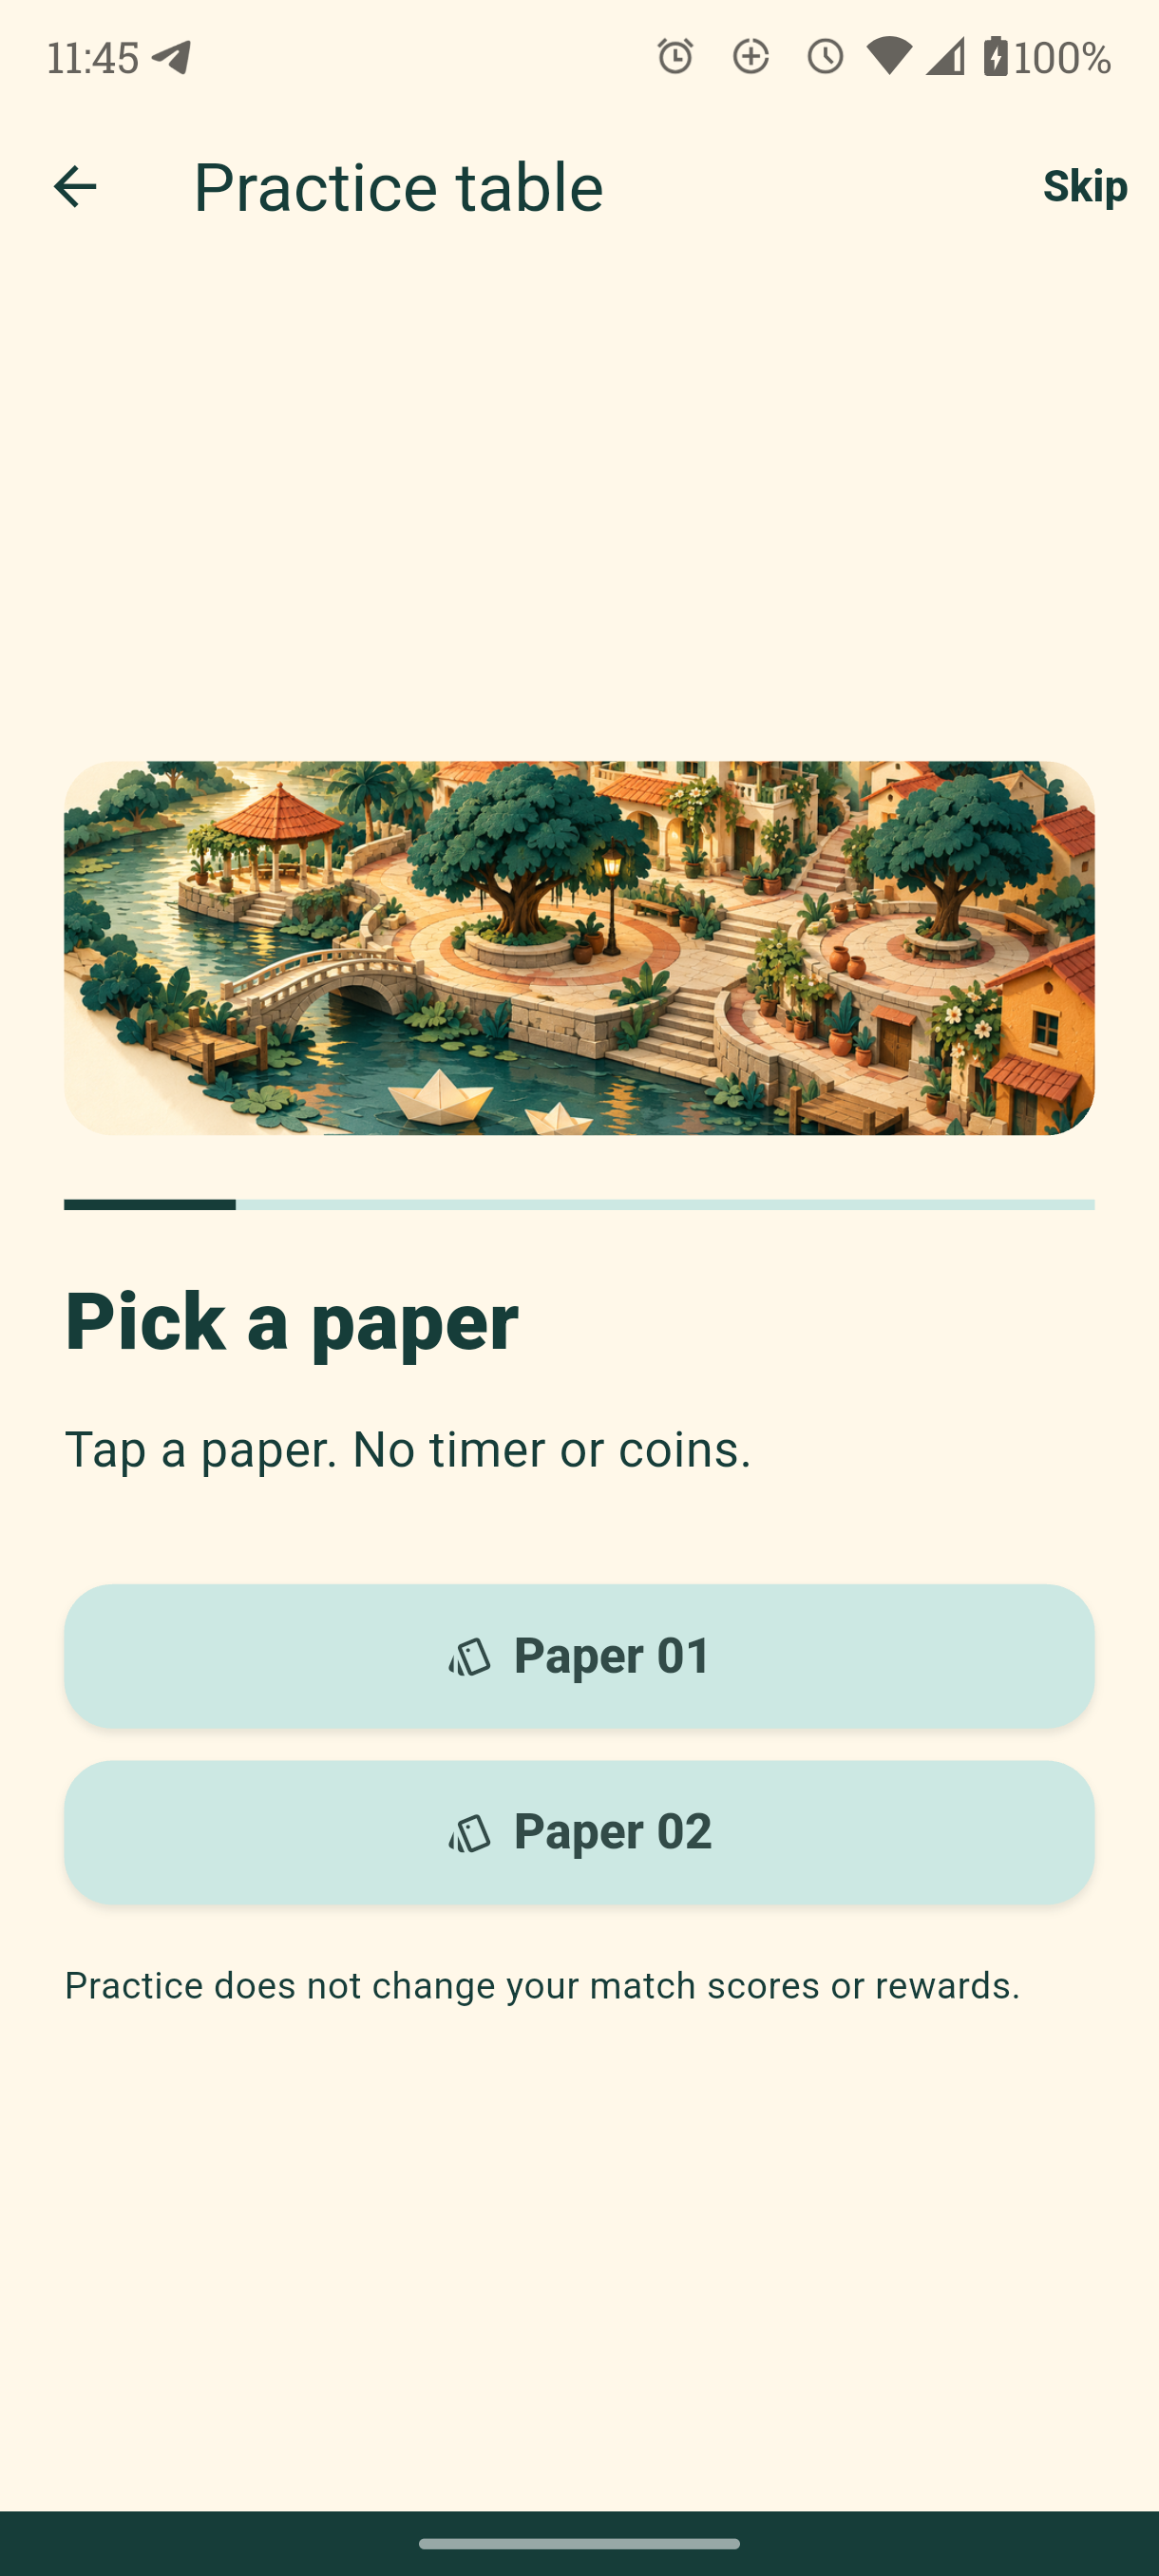 11:45 100%
Practice table Skip
Pick a paper
Tap a paper. No timer or coins.
Paper 01
Paper 02
Practice does not change your match scores or rewards.